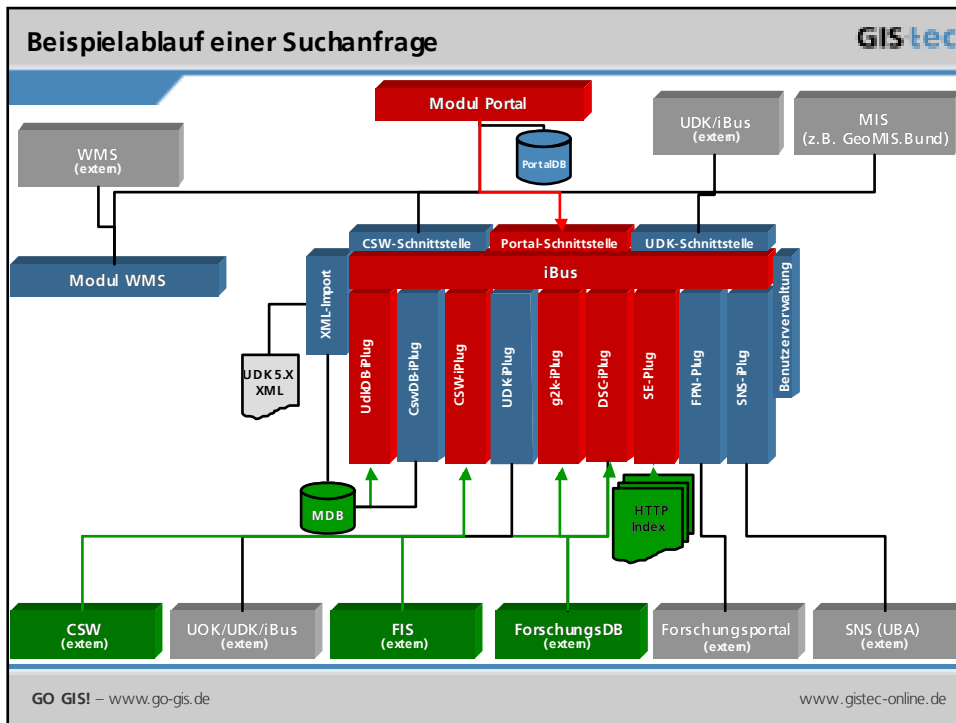 Beispielablauf einer Suchanfrage
GIS tec
Modul Portal
UDK/iBus
(extern)
MIS
(z.B. GeoMIS.Bund)
WMS
(extern)
PortalDB
CSW-Schnittstelle
Portal-Schnittstelle
UDK-Schnittstelle
Modul WMS
iBus
XML-Import
Benutzerverwaltung
UdkDB-iPlug
CswDB-iPlug
CSW-iPlug
UDK-iPlug
g2k-iPlug
DSC-iPlug
SE-Plug
FPN-Plug
SNS-iPlug
UDK 5.X
XML
MDB
HTTP
Index
CSW
(extern)
UOK/UDK/iBus
(extern)
FIS
(extern)
ForschungsDB
(extern)
Forschungsportal
(extern)
SNS (UBA)
(extern)
GO GIS! – www.go-gis.de
www.gistec-online.de